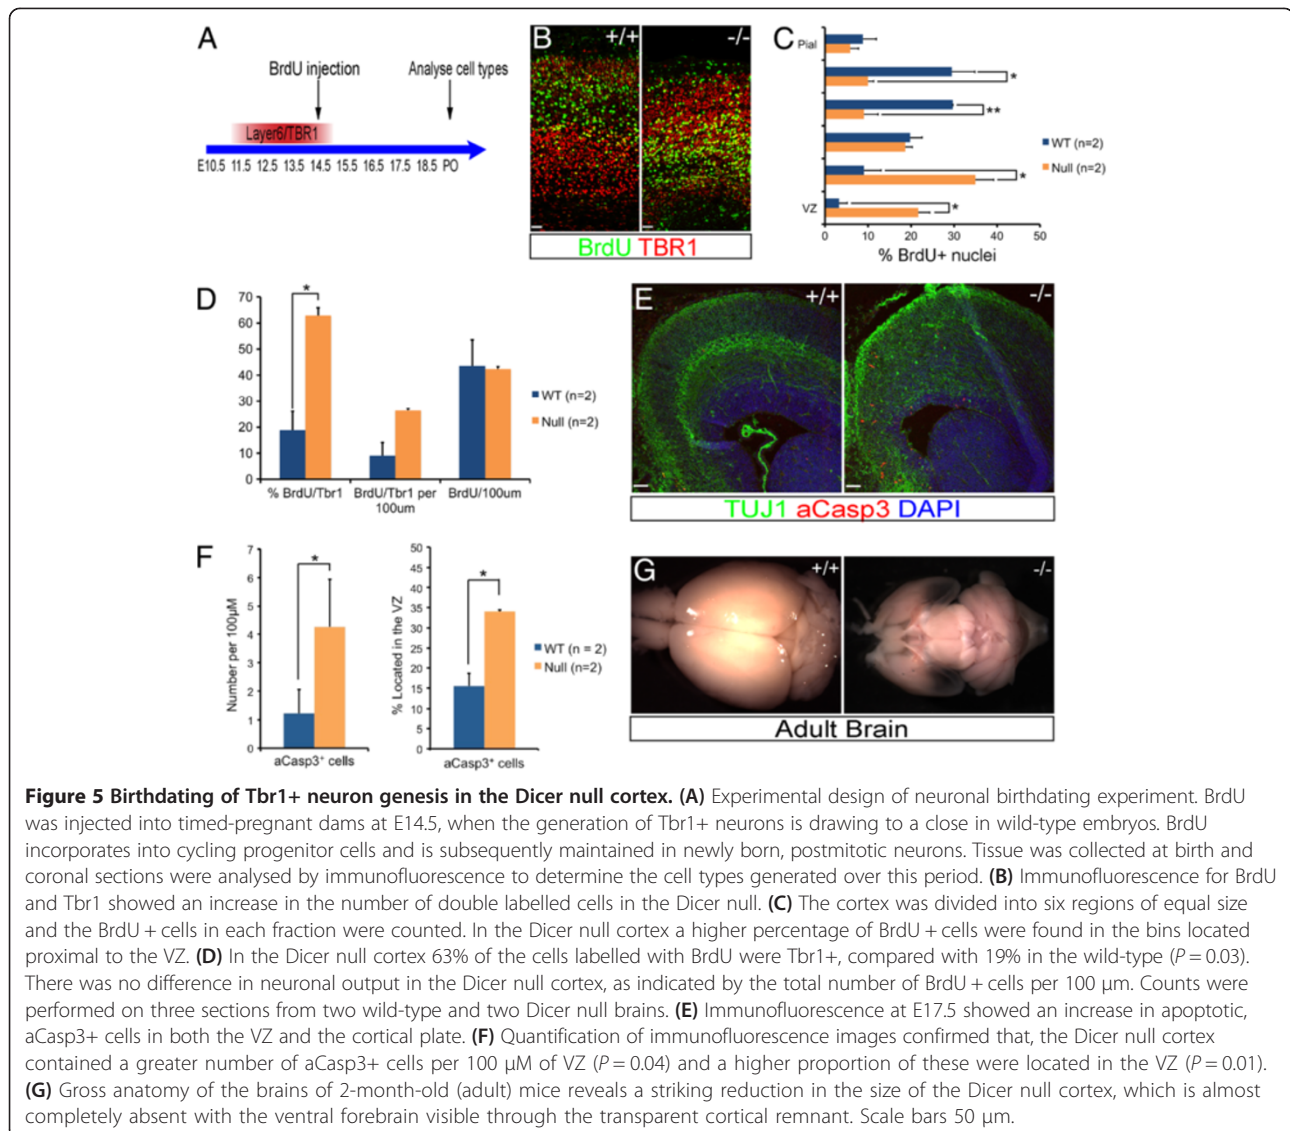 A
BrdU injection
Analyse cell types
Layer6/TBR1
E10.5 11.5 12.5 13.5 14.5 15.5 16.5 17.5 18.5 PO
B
+/+
-/-
BrdU TBR1
C
Pial
*
**
*
*
VZ
WT (n=2)
Null (n=2)
0 10 20 30 40 50
% BrdU+ nuclei
D
70
60
50
40
30
20
10
0
*
% BrdU/Tbr1
BrdU/Tbr1 per
100um
BrdU/100um
WT (n=2)
Null (n=2)
E
+/+
-/-
TUJ1 aCasp3 DAPI
F
Number per 100µM
7
6
5
4
3
2
1
0
*
aCasp3+ cells
% Located in the VZ
50
45
40
35
30
25
20
15
10
5
0
*
aCasp3+ cells
WT (n = 2)
Null (n=2)
G
+/+
-/-
Adult Brain
Figure 5 Birthdating of Tbr1+ neuron genesis in the Dicer null cortex. (A) Experimental design of neuronal birthdating experiment. BrdU
was injected into timed-pregnant dams at E14.5, when the generation of Tbr1+ neurons is drawing to a close in wild-type embryos. BrdU
incorporates into cycling progenitor cells and is subsequently maintained in newly born, postmitotic neurons. Tissue was collected at birth and
coronal sections were analysed by immunofluorescence to determine the cell types generated over this period. (B) Immunofluorescence for BrdU
and Tbr1 showed an increase in the number of double labelled cells in the Dicer null. (C) The cortex was divided into six regions of equal size
and the BrdU + cells in each fraction were counted. In the Dicer null cortex a higher percentage of BrdU + cells were found in the bins located
proximal to the VZ. (D) In the Dicer null cortex 63% of the cells labelled with BrdU were Tbr1+, compared with 19% in the wild-type (P = 0.03).
There was no difference in neuronal output in the Dicer null cortex, as indicated by the total number of BrdU + cells per 100 µm. Counts were
performed on three sections from two wild-type and two Dicer null brains. (E) Immunofluorescence at E17.5 showed an increase in apoptotic,
aCasp3+ cells in both the VZ and the cortical plate. (F) Quantification of immunofluorescence images confirmed that, the Dicer null cortex
contained a greater number of aCasp3+ cells per 100 µM of VZ (P = 0.04) and a higher proportion of these were located in the VZ (P = 0.01).
(G) Gross anatomy of the brains of 2-month-old (adult) mice reveals a striking reduction in the size of the Dicer null cortex, which is almost
completely absent with the ventral forebrain visible through the transparent cortical remnant. Scale bars 50 µm.